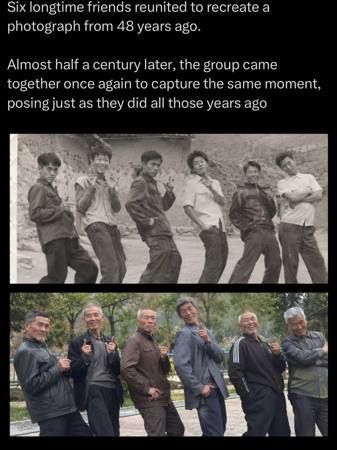 Six longtime friends reunited to recreate a
photograph from 48 years ago.
Almost half a century later, the group came
together once again to capture the same moment,
posing just as they did all those years ago